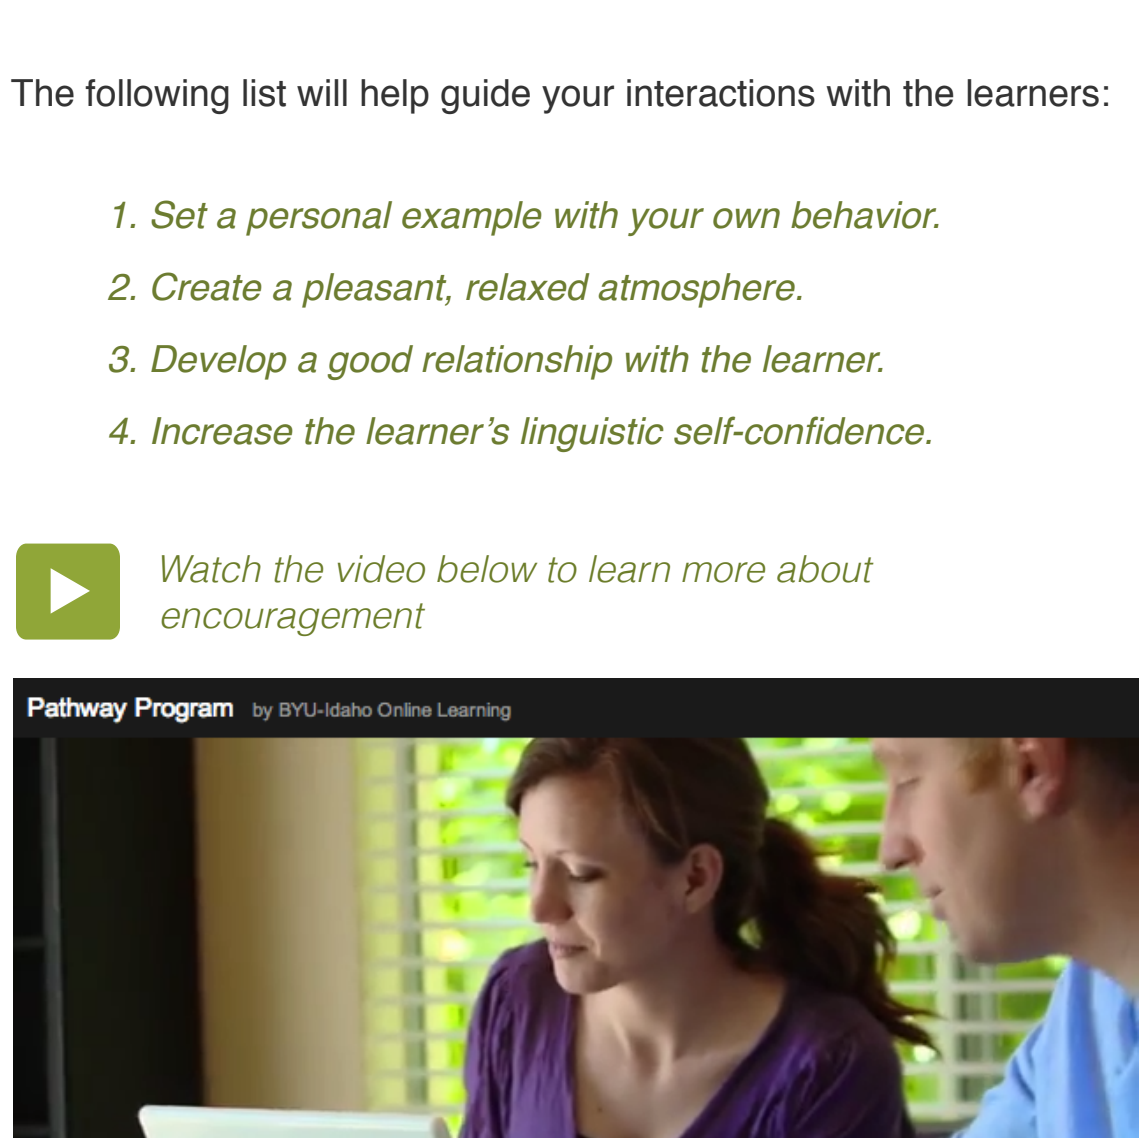 The following list will help guide your interactions with the learners:
1. Set a personal example with your own behavior.
2. Create a pleasant, relaxed atmosphere.
3. Develop a good relationship with the learner.
4. Increase the learner’s linguistic self-confidence.
Watch the video below to learn more about
encouragement
Pathway Program by BYU-Idaho Online Learning